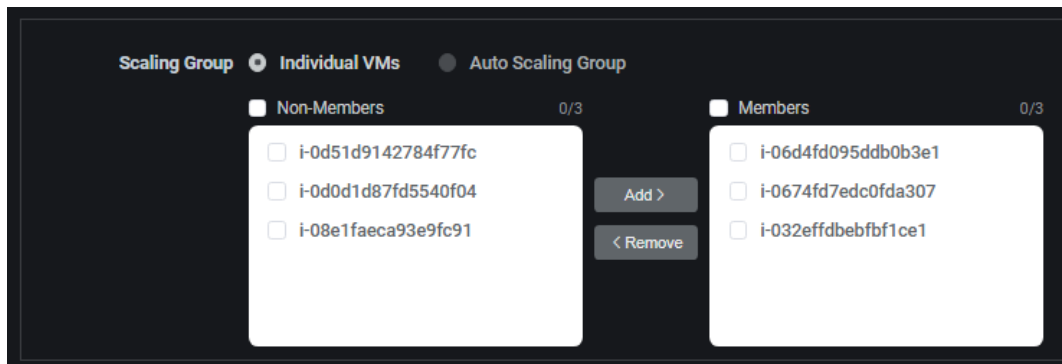 Scaling Group Individual VMs Auto Scaling Group
Non-Members 0/3
i-0d51d9142784f77fc
i-0d0d1d87fd5540f04
i-08e1faeca93e9fc91
Add >
< Remove
Members 0/3
i-06d4fd095ddb0b3e1
i-0674fd7edc0fda307
i-032effdbebfbf1ce1